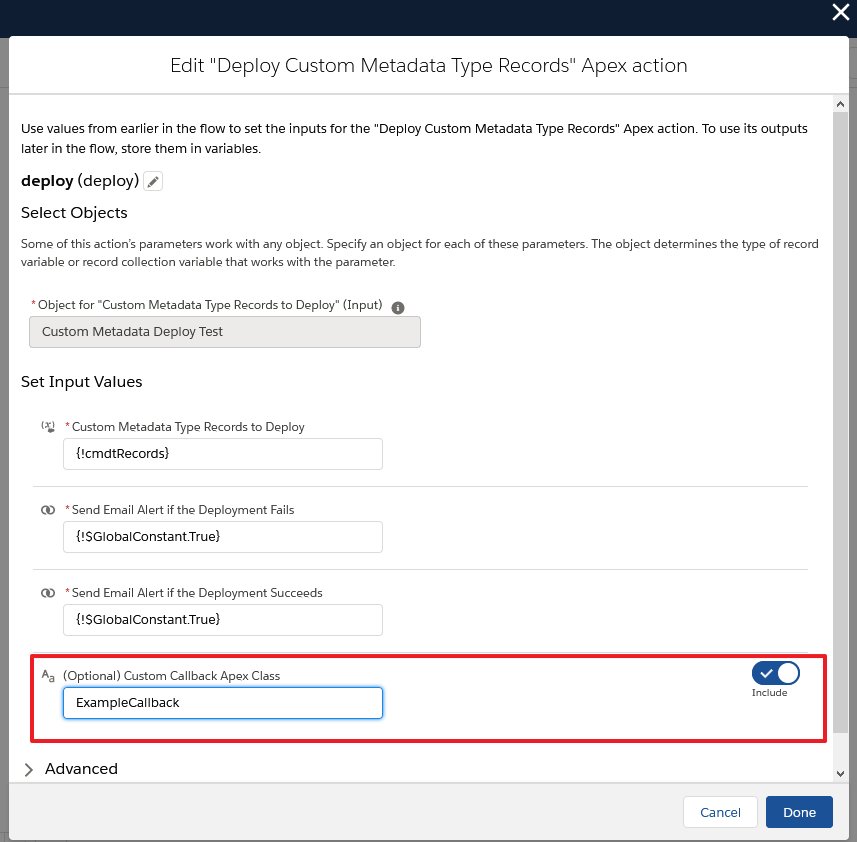 Edit "Deploy Custom Metadata Type Records" Apex action
Use values from earlier in the flow to set the inputs for the "Deploy Custom Metadata Type Records" Apex action. To use its outputs
later in the flow, store them in variables.
deploy (deploy)
Select Objects
Some of this action's parameters work with any object. Specify an object for each of these parameters. The object determines the type of record
variable or record collection variable that works with the parameter.
* Object for "Custom Metadata Type Records to Deploy" (Input)
Custom Metadata Deploy Test
Set Input Values
* Custom Metadata Type Records to Deploy
{!cmdtRecords}
* Send Email Alert if the Deployment Fails
{!$GlobalConstant.True}
* Send Email Alert if the Deployment Succeeds
{!$GlobalConstant.True}
Aa (Optional) Custom Callback Apex Class
ExampleCallback
Include
Advanced
Cancel Done